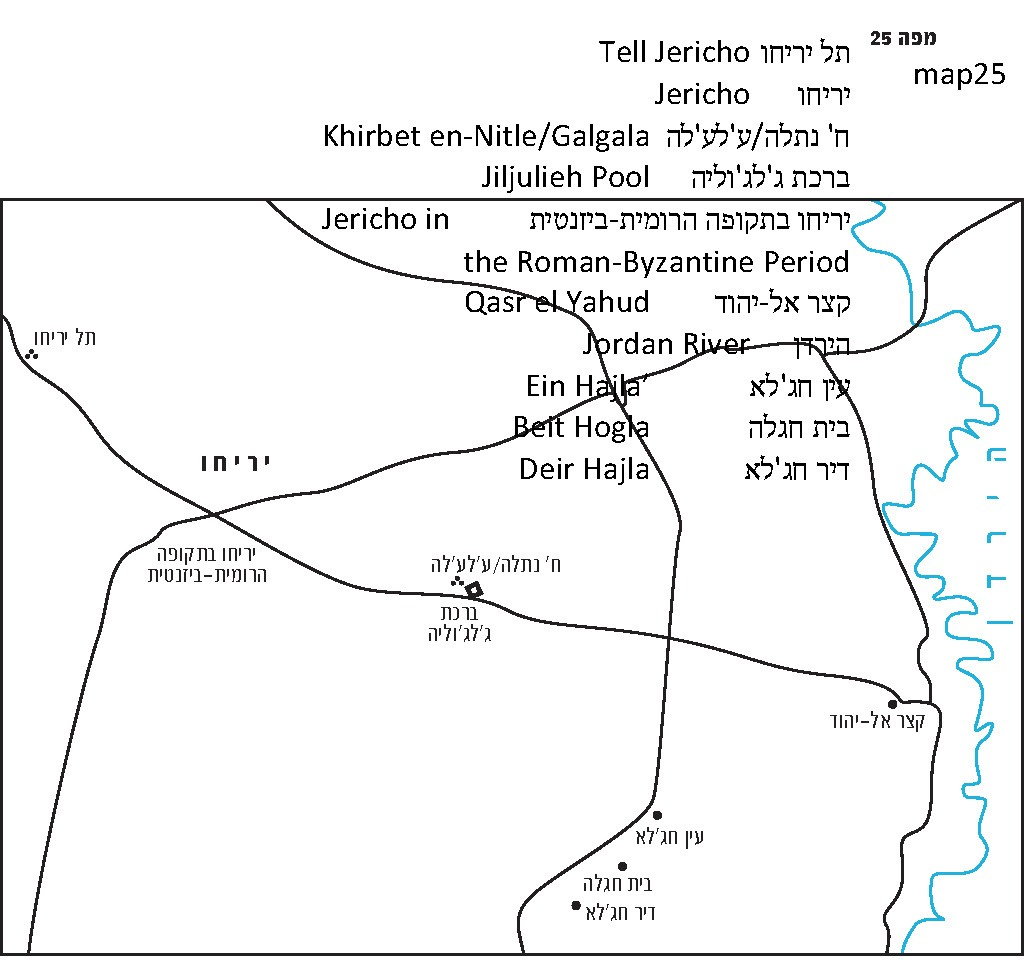 מפה 25
map25
Tell Jericho תל יריחו
Jericho יריחו
Khirbet en-Nitle/Galgala ח' נתלה/ע'לע'לה
Jiljulieh Pool ברכת ג'לג'וליה
Jericho in יריחו בתקופה הרומית-ביזנטית
the Roman-Byzantine Period
Qasr el Yahud קצר אל-יהוד
Jordan River הירדן
Ein Hajla' עין חג'לא
Beit Hogla בית חגלה
Deir Hajla דיר חג'לא
תל יריחו
יריחו
הירדן
יריחו בתקופה
הרומית-ביזנטית
ח' נתלה/ע'לע'לה
ברכת
ג'לג'וליה
קצר אל-יהוד
עין חג'לא
בית חגלה
דיר חג'לא